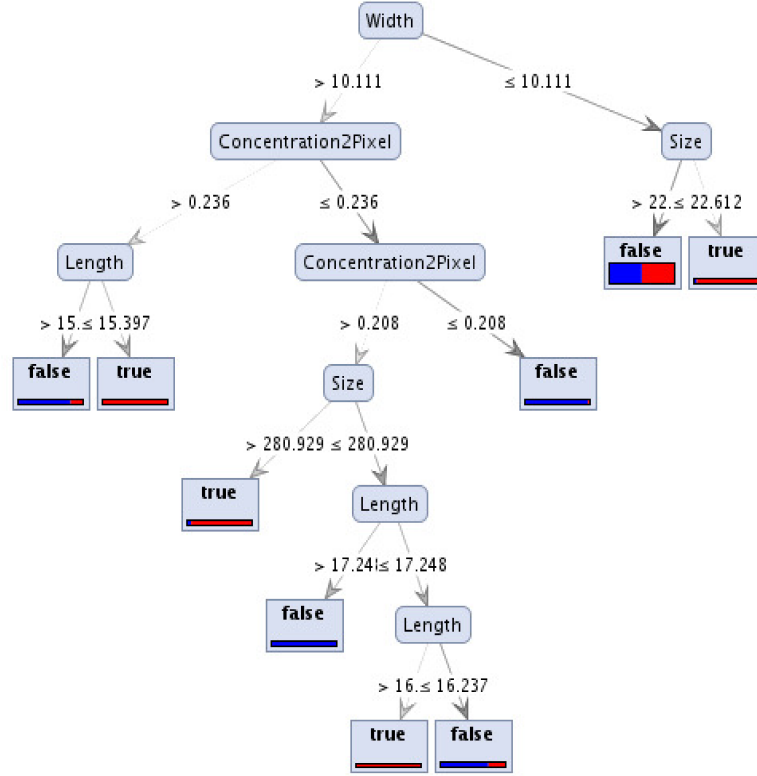 Width
> 10.111
≤ 10.111
Concentration2Pixel
Size
> 0.236
≤ 0.236
> 22.
≤ 22.612
Length
Concentration2Pixel
false
true
> 15.
≤ 15.397
> 0.208
≤ 0.208
false
true
Size
false
> 280.929
≤ 280.929
true
Length
> 17.24
≤ 17.248
false
Length
> 16.
≤ 16.237
true
false